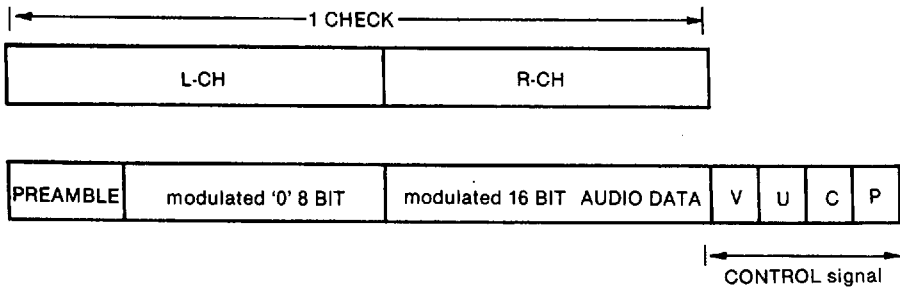 1 CHECK
L-CH R-CH
PREAMBLE modulated '0' 8 BIT modulated 16 BIT AUDIO DATA V U C P
CONTROL signal